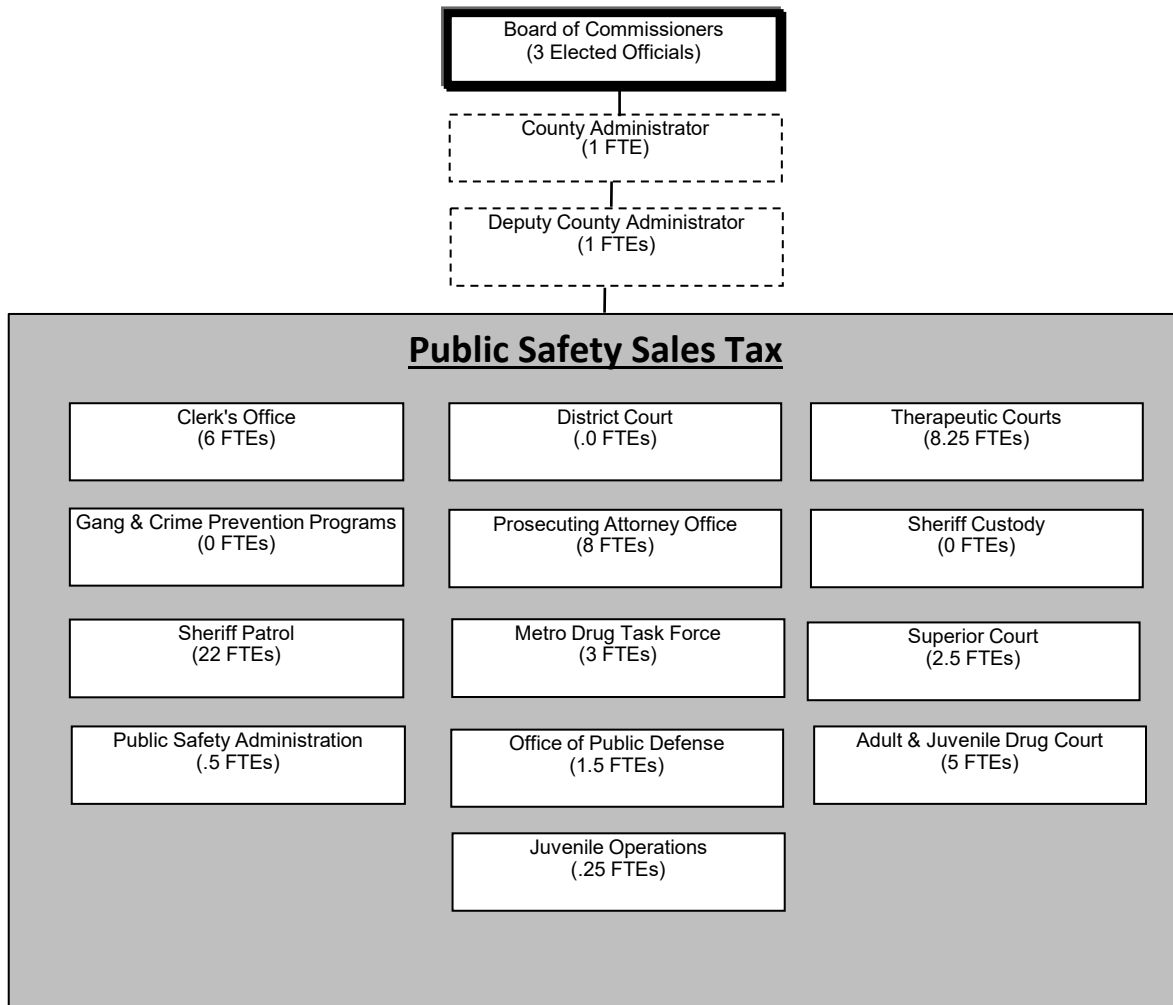 Board of Commissioners
(3 Elected Officials)
County Administrator
(1 FTE)
Deputy County Administrator
(1 FTEs)
Public Safety Sales Tax
Clerk's Office
(6 FTEs)
District Court
(.0 FTEs)
Therapeutic Courts
(8.25 FTEs)
Gang & Crime Prevention Programs
(0 FTEs)
Prosecuting Attorney Office
(8 FTEs)
Sheriff Custody
(0 FTEs)
Sheriff Patrol
(22 FTEs)
Metro Drug Task Force
(3 FTEs)
Superior Court
(2.5 FTEs)
Public Safety Administration
(.5 FTEs)
Office of Public Defense
(1.5 FTEs)
Adult & Juvenile Drug Court
(5 FTEs)
Juvenile Operations
(.25 FTEs)